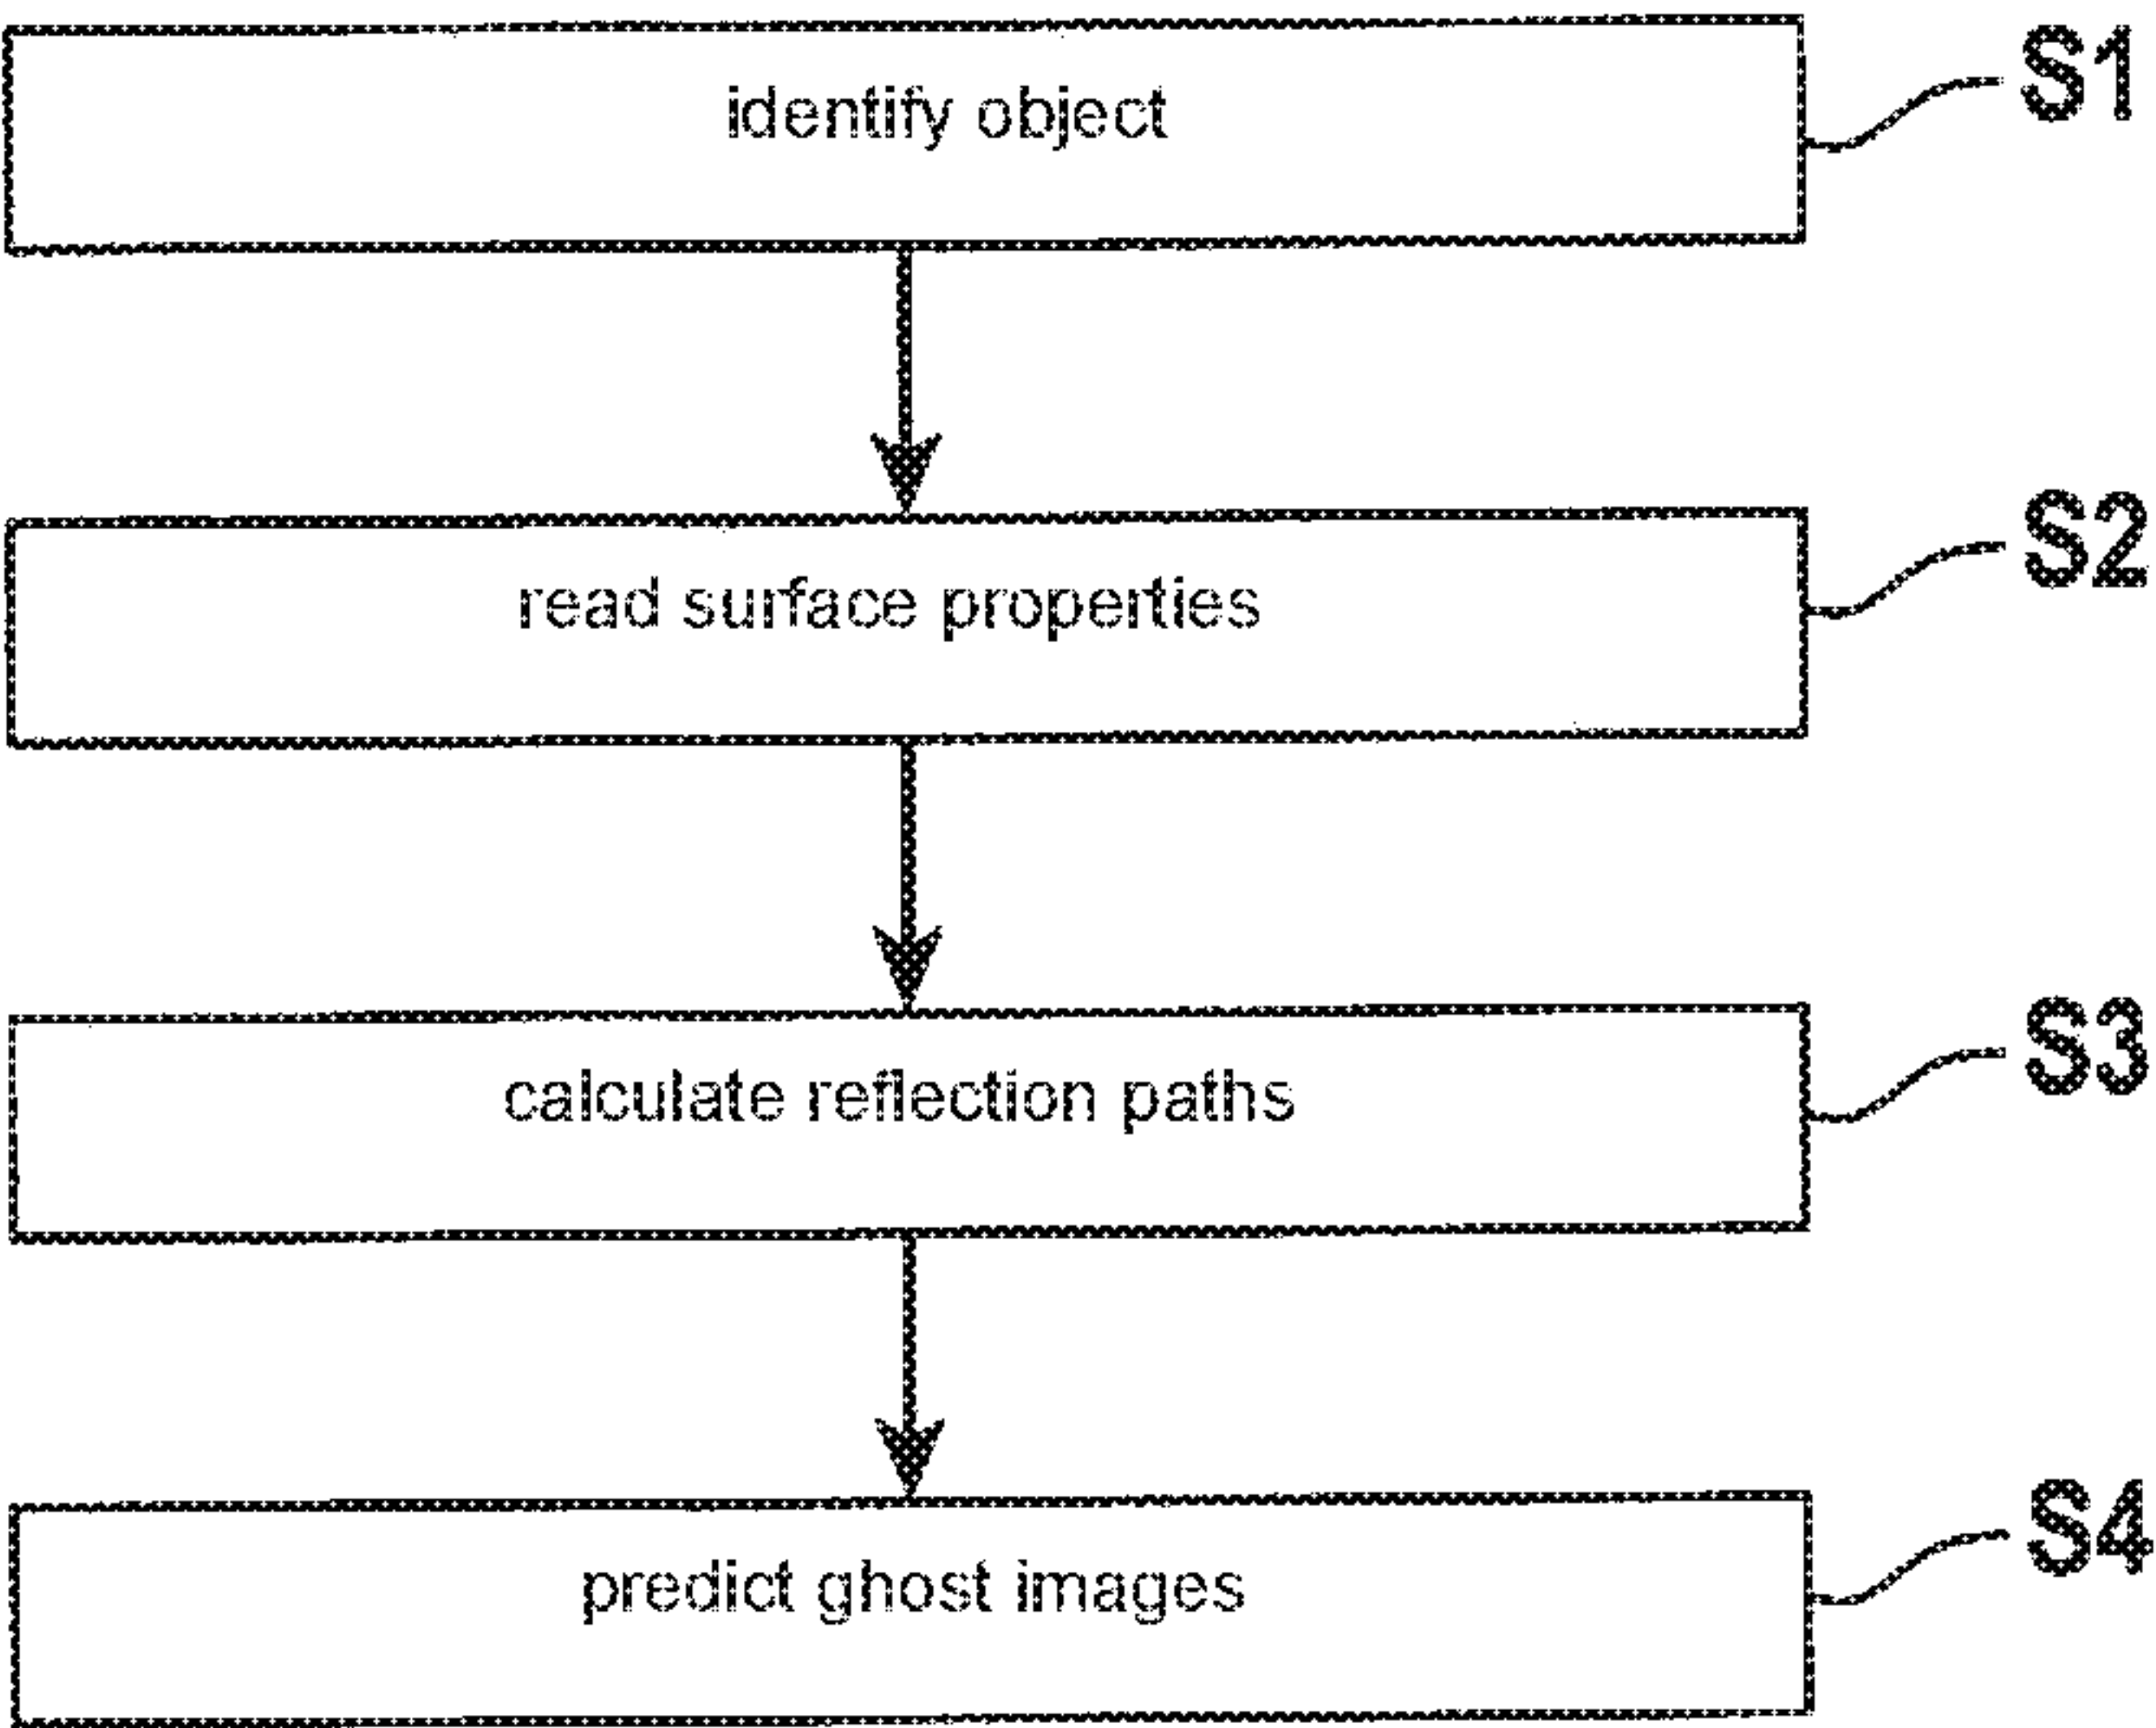 identify object
S1
read surface properties
S2
calculate reflection paths
S3
predict ghost images
S4